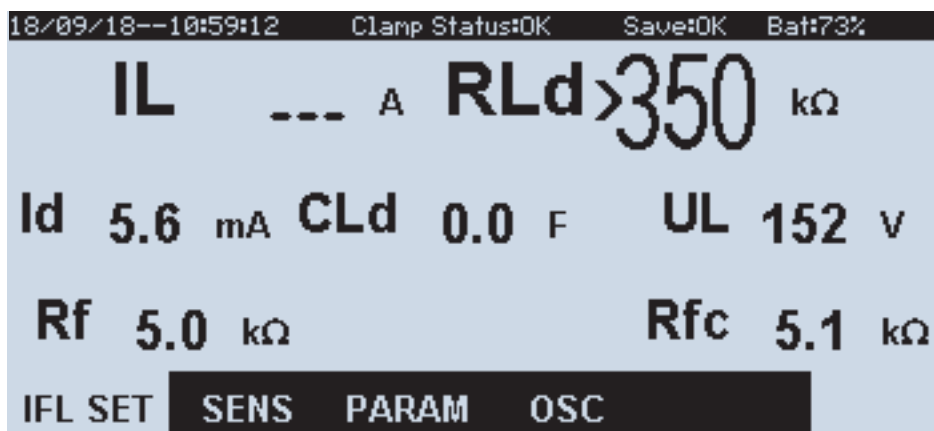 18/09/18--10:59:12 Clamp Status:OK Save:OK Bat:73%
IL --- A RLd >350 kΩ
Id 5.6 mA CLd 0.0 F UL 152 V
Rf 5.0 kΩ Rfc 5.1 kΩ
IFL SET SENS PARAM OSC